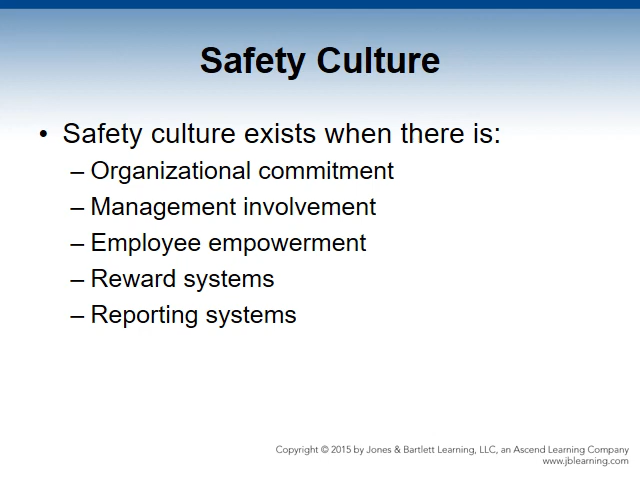 Safety Culture
• Safety culture exists when there is:
– Organizational commitment
– Management involvement
– Employee empowerment
– Reward systems
– Reporting systems
Copyright © 2015 by Jones & Bartlett Learning, LLC, an Ascend Learning Company
www.jblearning.com